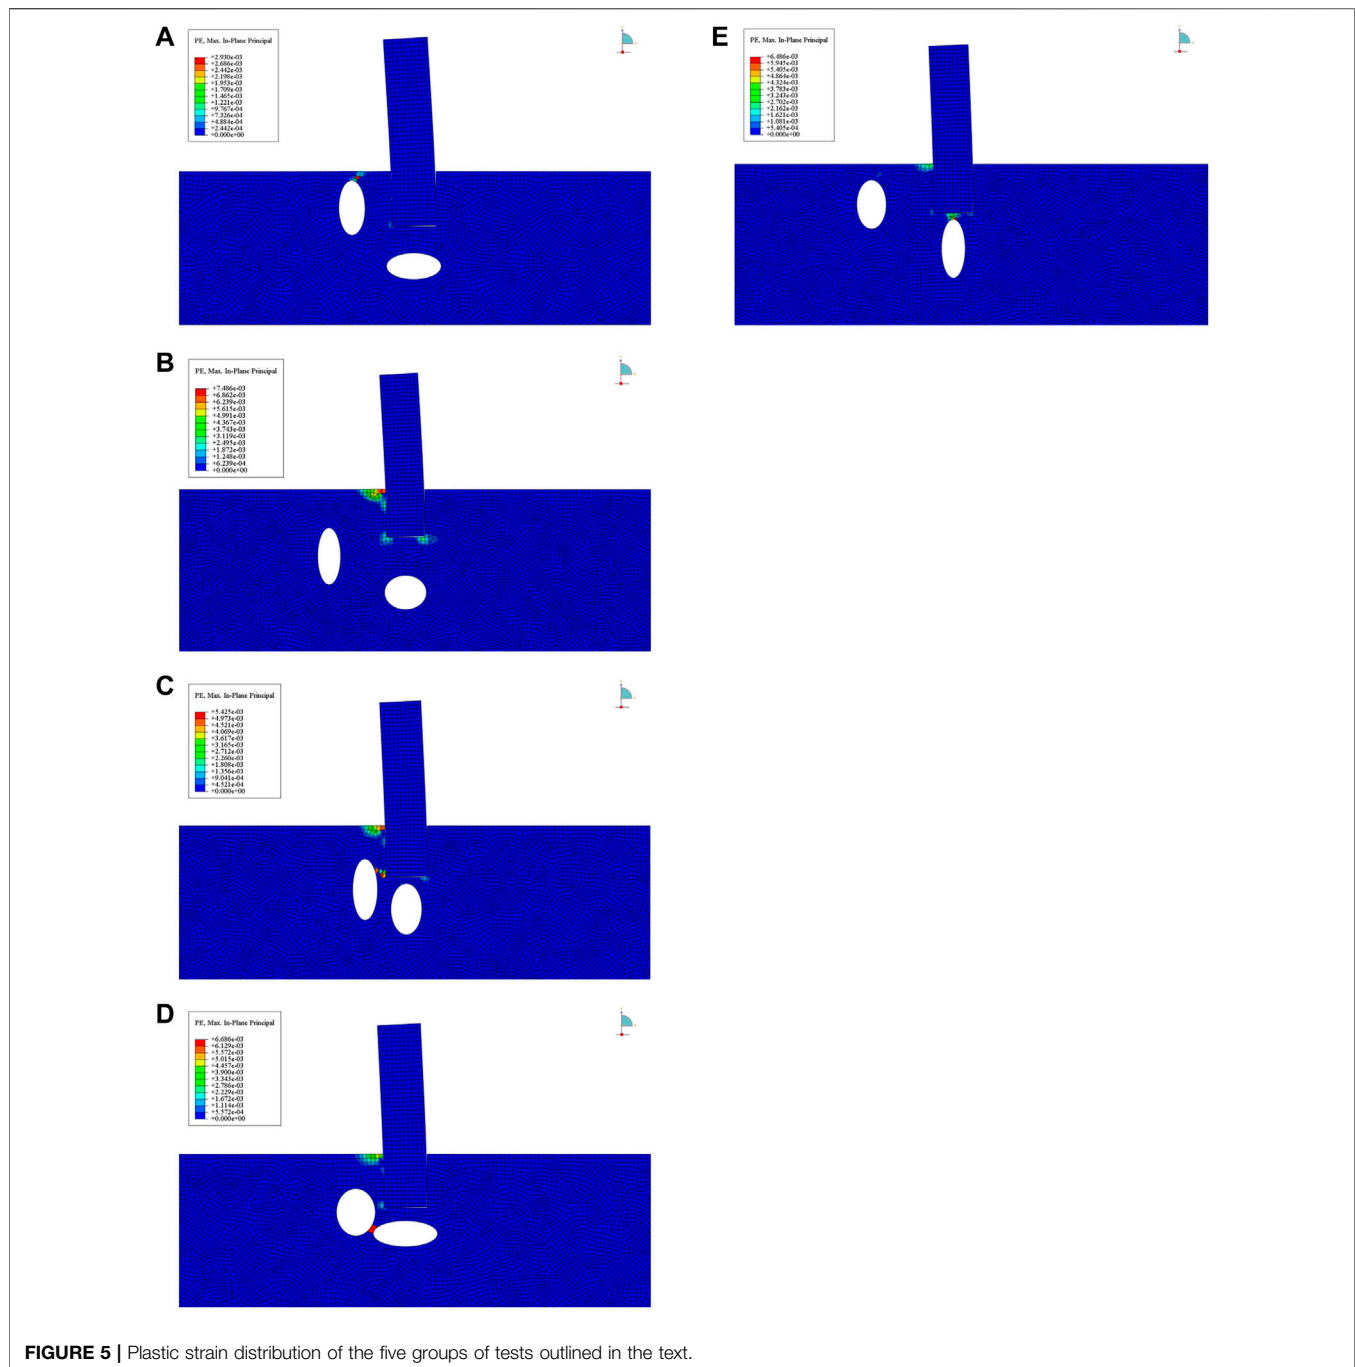 A
PE, Max. In-Plane Principal
+2.930e-03
+2.686e-03
+2.442e-03
+2.198e-03
+1.953e-03
+1.709e-03
+1.465e-03
+1.221e-03
+9.767e-04
+7.326e-04
+4.884e-04
+2.442e-04
+0.000e+00
B
PE, Max. In-Plane Principal
+7.486e-03
+6.862e-03
+6.239e-03
+5.615e-03
+4.991e-03
+4.367e-03
+3.743e-03
+3.119e-03
+2.495e-03
+1.872e-03
+1.248e-03
+6.239e-04
+0.000e+00
C
PE, Max. In-Plane Principal
+5.425e-03
+4.973e-03
+4.521e-03
+4.069e-03
+3.617e-03
+3.165e-03
+2.712e-03
+2.260e-03
+1.808e-03
+1.356e-03
+9.041e-04
+4.521e-04
+0.000e+00
D
PE, Max. In-Plane Principal
+6.686e-03
+6.129e-03
+5.572e-03
+5.015e-03
+4.457e-03
+3.900e-03
+3.343e-03
+2.786e-03
+2.229e-03
+1.672e-03
+1.114e-03
+5.572e-04
+0.000e+00
E
PE, Max. In-Plane Principal
+6.486e-03
+5.945e-03
+5.405e-03
+4.864e-03
+4.324e-03
+3.783e-03
+3.243e-03
+2.702e-03
+2.162e-03
+1.621e-03
+1.081e-03
+5.405e-04
+0.000e+00
FIGURE 5 | Plastic strain distribution of the five groups of tests outlined in the text.